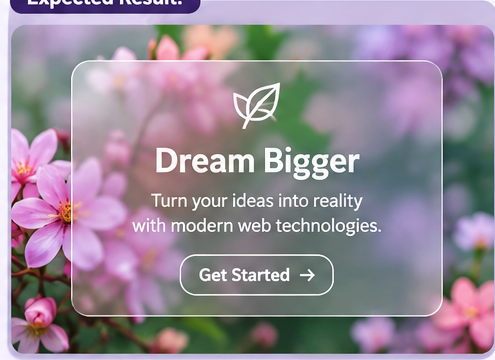 Expected Result:
Dream Bigger
Turn your ideas into reality
with modern web technologies.
Get Started →